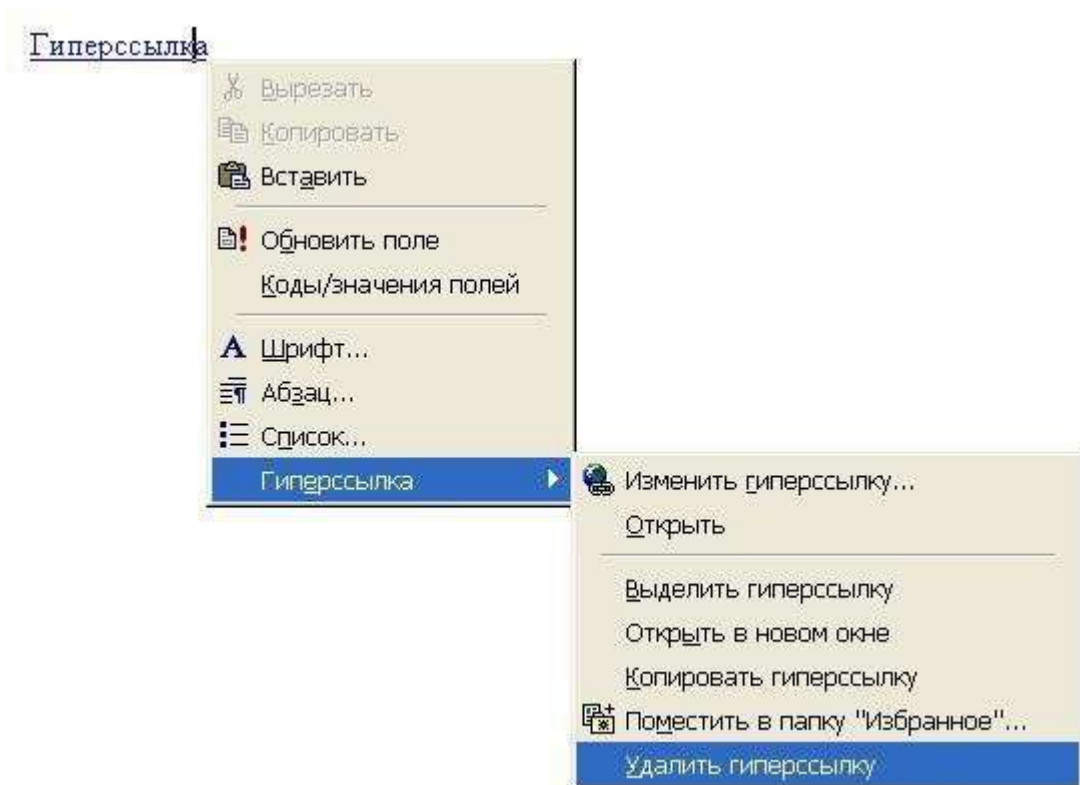 Гиперссылка
Вырезать
Копировать
Вставить
Обновить поле
Коды/значения полей
Шрифт...
Абзац...
Список...
Гиперссылка
Изменить гиперссылку...
Открыть
Выделить гиперссылку
Открыть в новом окне
Копировать гиперссылку
Поместить в папку "Избранное"...
Удалить гиперссылку